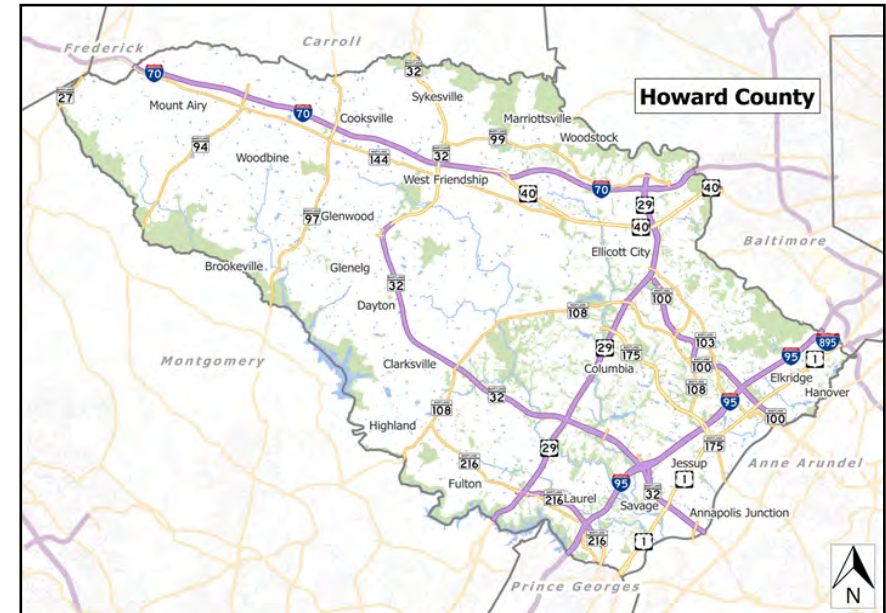 Frederick
Carroll
Howard County
70
32
27
Mount Airy
70
Cooksville
Sykesville
Marriottsville
Woodstock
94
99
Woodbine
144
32
West Friendship
40
70
29
40
97
Glenwood
40
Ellicott City
Baltimore
Brookeville
Glenelg
32
100
Dayton
108
103
895
Montgomery
29
175
95
1
Clarksville
Columbia
100
Elkridge
32
108
95
Hanover
108
100
Highland
175
29
216
Jessup
Anne Arundel
Fulton
95
1
216
Laurel
32
Savage
Annapolis Junction
216
1
Prince Georges
N